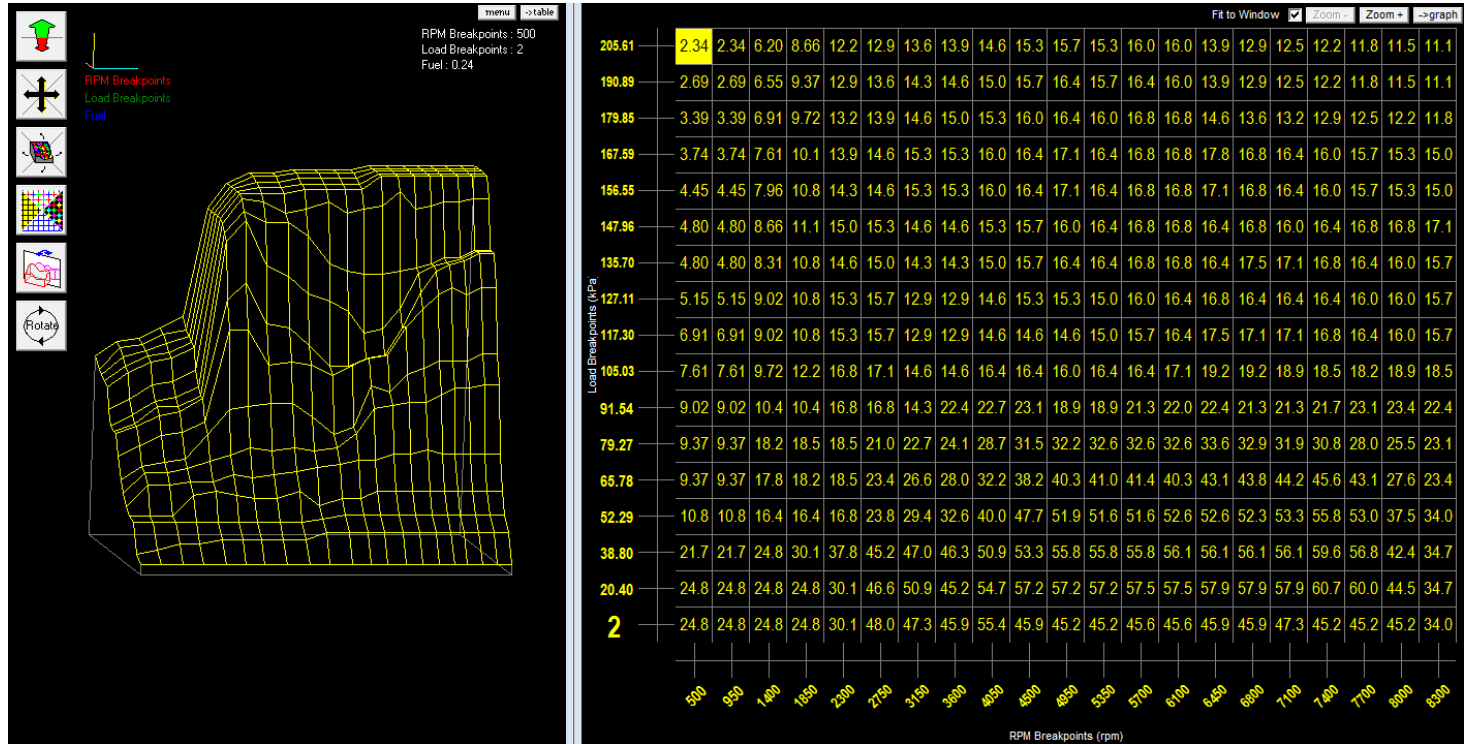 menu ->table
RPM Breakpoints : 500
Load Breakpoints : 2
Fuel : 0.24
RPM Breakpoints
Load Breakpoints
Fuel
Rotate
Fit to Window Zoom - Zoom + ->graph
205.61 2.34 2.34 6.20 8.66 12.2 12.9 13.6 13.9 14.6 15.3 15.7 15.3 16.0 16.0 13.9 12.9 12.5 12.2 11.8 11.5 11.1
190.89 2.69 2.69 6.55 9.37 12.9 13.6 14.3 14.6 15.0 15.7 16.4 15.7 16.4 16.0 13.9 12.9 12.5 12.2 11.8 11.5 11.1
179.85 3.39 3.39 6.91 9.72 13.2 13.9 14.6 15.0 15.3 16.0 16.4 16.0 16.8 16.8 14.6 13.6 13.2 12.9 12.5 12.2 11.8
167.59 3.74 3.74 7.61 10.1 13.9 14.6 15.3 15.3 16.0 16.4 17.1 16.4 16.8 16.8 17.8 16.8 16.4 16.0 15.7 15.3 15.0
156.55 4.45 4.45 7.96 10.8 14.3 14.6 15.3 15.3 16.0 16.4 17.1 16.4 16.8 16.8 17.1 16.8 16.4 16.0 15.7 15.3 15.0
147.96 4.80 4.80 8.66 11.1 15.0 15.3 14.6 14.6 15.3 15.7 16.0 16.4 16.8 16.8 16.4 16.8 16.0 16.4 16.8 16.8 17.1
135.70 4.80 4.80 8.31 10.8 14.6 15.0 14.3 14.3 15.0 15.7 16.4 16.4 16.8 16.8 16.4 17.5 17.1 16.8 16.4 16.0 15.7
127.11 5.15 5.15 9.02 10.8 15.3 15.7 12.9 12.9 14.6 15.3 15.3 15.0 16.0 16.4 16.8 16.4 16.4 16.4 16.0 16.0 15.7
117.30 6.91 6.91 9.02 10.8 15.3 15.7 12.9 12.9 14.6 14.6 14.6 15.0 15.7 16.4 17.5 17.1 17.1 16.8 16.4 16.0 15.7
105.03 7.61 7.61 9.72 12.2 16.8 17.1 14.6 14.6 16.4 16.4 16.0 16.4 16.4 17.1 19.2 19.2 18.9 18.5 18.2 18.9 18.5
91.54 9.02 9.02 10.4 10.4 16.8 16.8 14.3 22.4 22.7 23.1 18.9 18.9 21.3 22.0 22.4 21.3 21.3 21.7 23.1 23.4 22.4
79.27 9.37 9.37 18.2 18.5 18.5 21.0 22.7 24.1 28.7 31.5 32.2 32.6 32.6 32.6 33.6 32.9 31.9 30.8 28.0 25.5 23.1
65.78 9.37 9.37 17.8 18.2 18.5 23.4 26.6 28.0 32.2 38.2 40.3 41.0 41.4 40.3 43.1 43.8 44.2 45.6 43.1 27.6 23.4
52.29 10.8 10.8 16.4 16.4 16.8 23.8 29.4 32.6 40.0 47.7 51.9 51.6 51.6 52.6 52.6 52.3 53.3 55.8 53.0 37.5 34.0
38.80 21.7 21.7 24.8 30.1 37.8 45.2 47.0 46.3 50.9 53.3 55.8 55.8 55.8 56.1 56.1 56.1 56.1 59.6 56.8 42.4 34.7
20.40 24.8 24.8 24.8 24.8 30.1 46.6 50.9 45.2 54.7 57.2 57.2 57.2 57.5 57.5 57.9 57.9 57.9 60.7 60.0 44.5 34.7
2 24.8 24.8 24.8 24.8 30.1 48.0 47.3 45.9 55.4 45.9 45.2 45.2 45.6 45.6 45.9 45.9 47.3 45.2 45.2 45.2 34.0
Load Breakpoints (kPa)
500 950 1400 1850 2300 2750 3150 3600 4050 4500 4950 5350 5700 6100 6450 6800 7100 7400 7700 8000 8300
RPM Breakpoints (rpm)